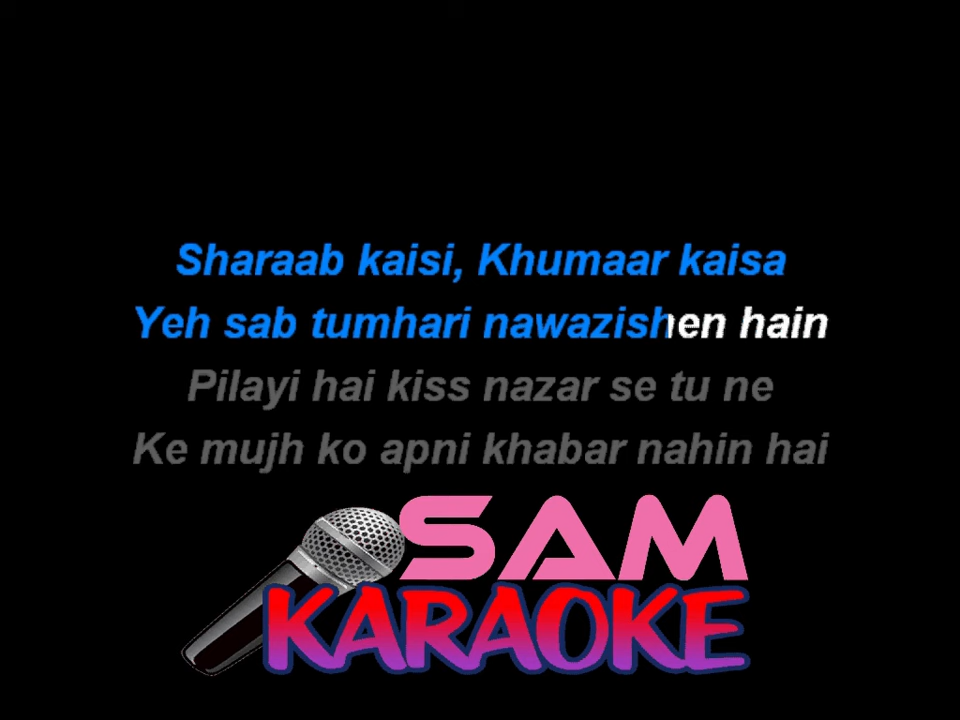 Sharaab kaisi, Khumaar kaisa
Yeh sab tumhari nawazishen hain
Pilayi hai kiss nazar se tu ne
Ke mujh ko apni khabar nahin hai
SAM
KARAOKE